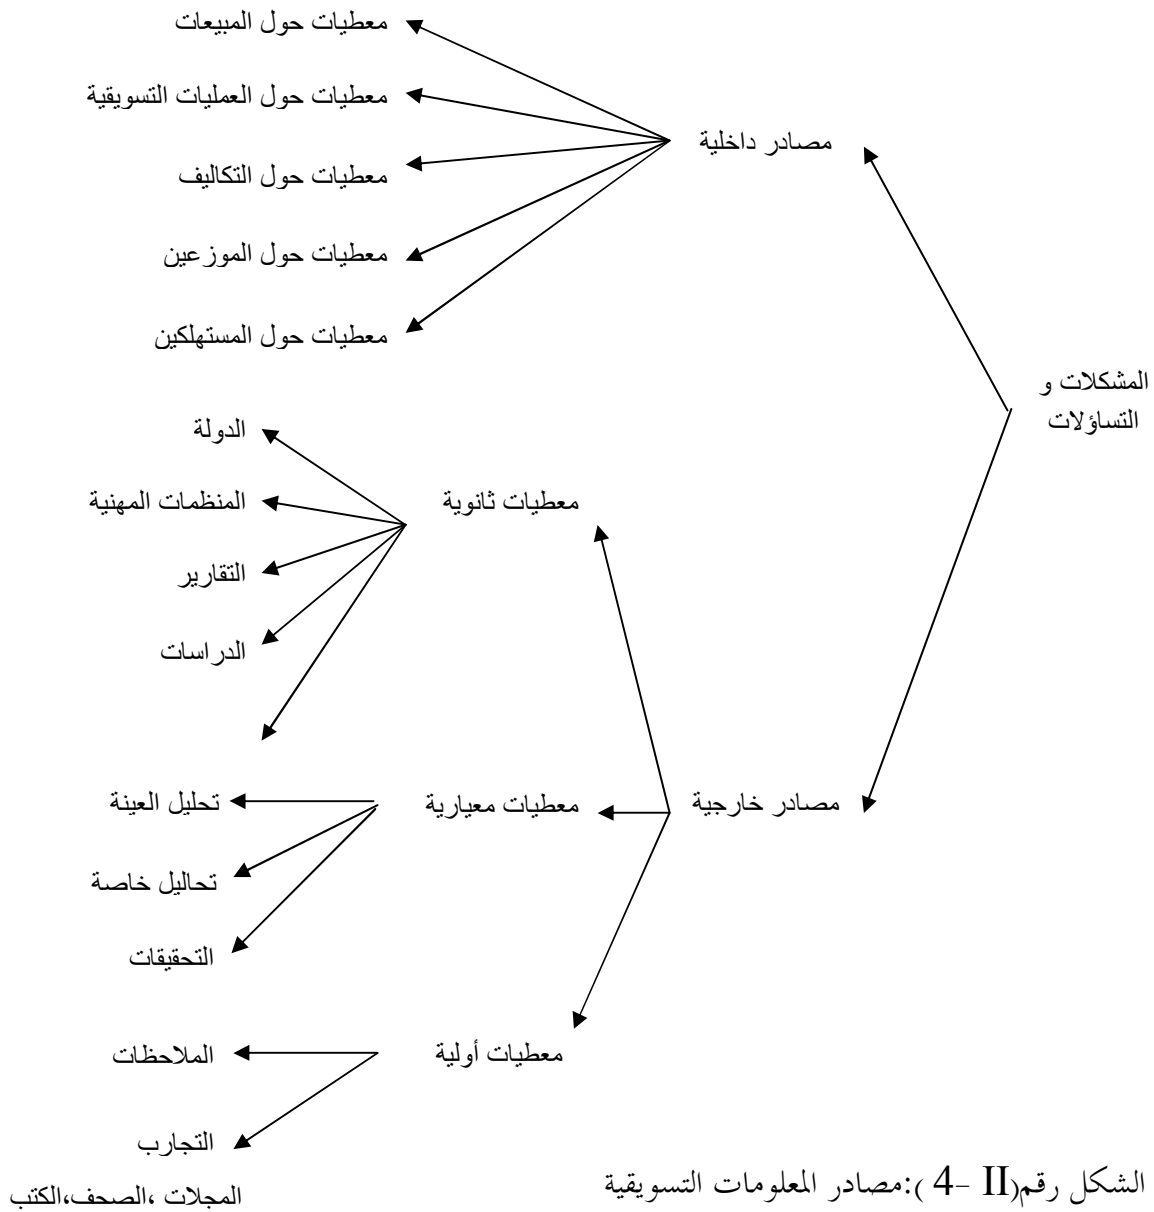 معطيات حول المبيعات
معطيات حول العمليات التسويقية
مصادر داخلية
معطيات حول التكاليف
معطيات حول الموزعين
معطيات حول المستهلكين
المشكلات و
التساؤلات
الدولة
معطيات ثانوية
المنظمات المهنية
التقارير
الدراسات
مصادر خارجية
معطيات معيارية
تحليل العينة
تحاليل خاصة
التحقيقات
معطيات أولية
الملاحظات
التجارب
المجلات ،الصحف،الكتب
الشكل رقم(II -4 ):مصادر المعلومات التسويقية